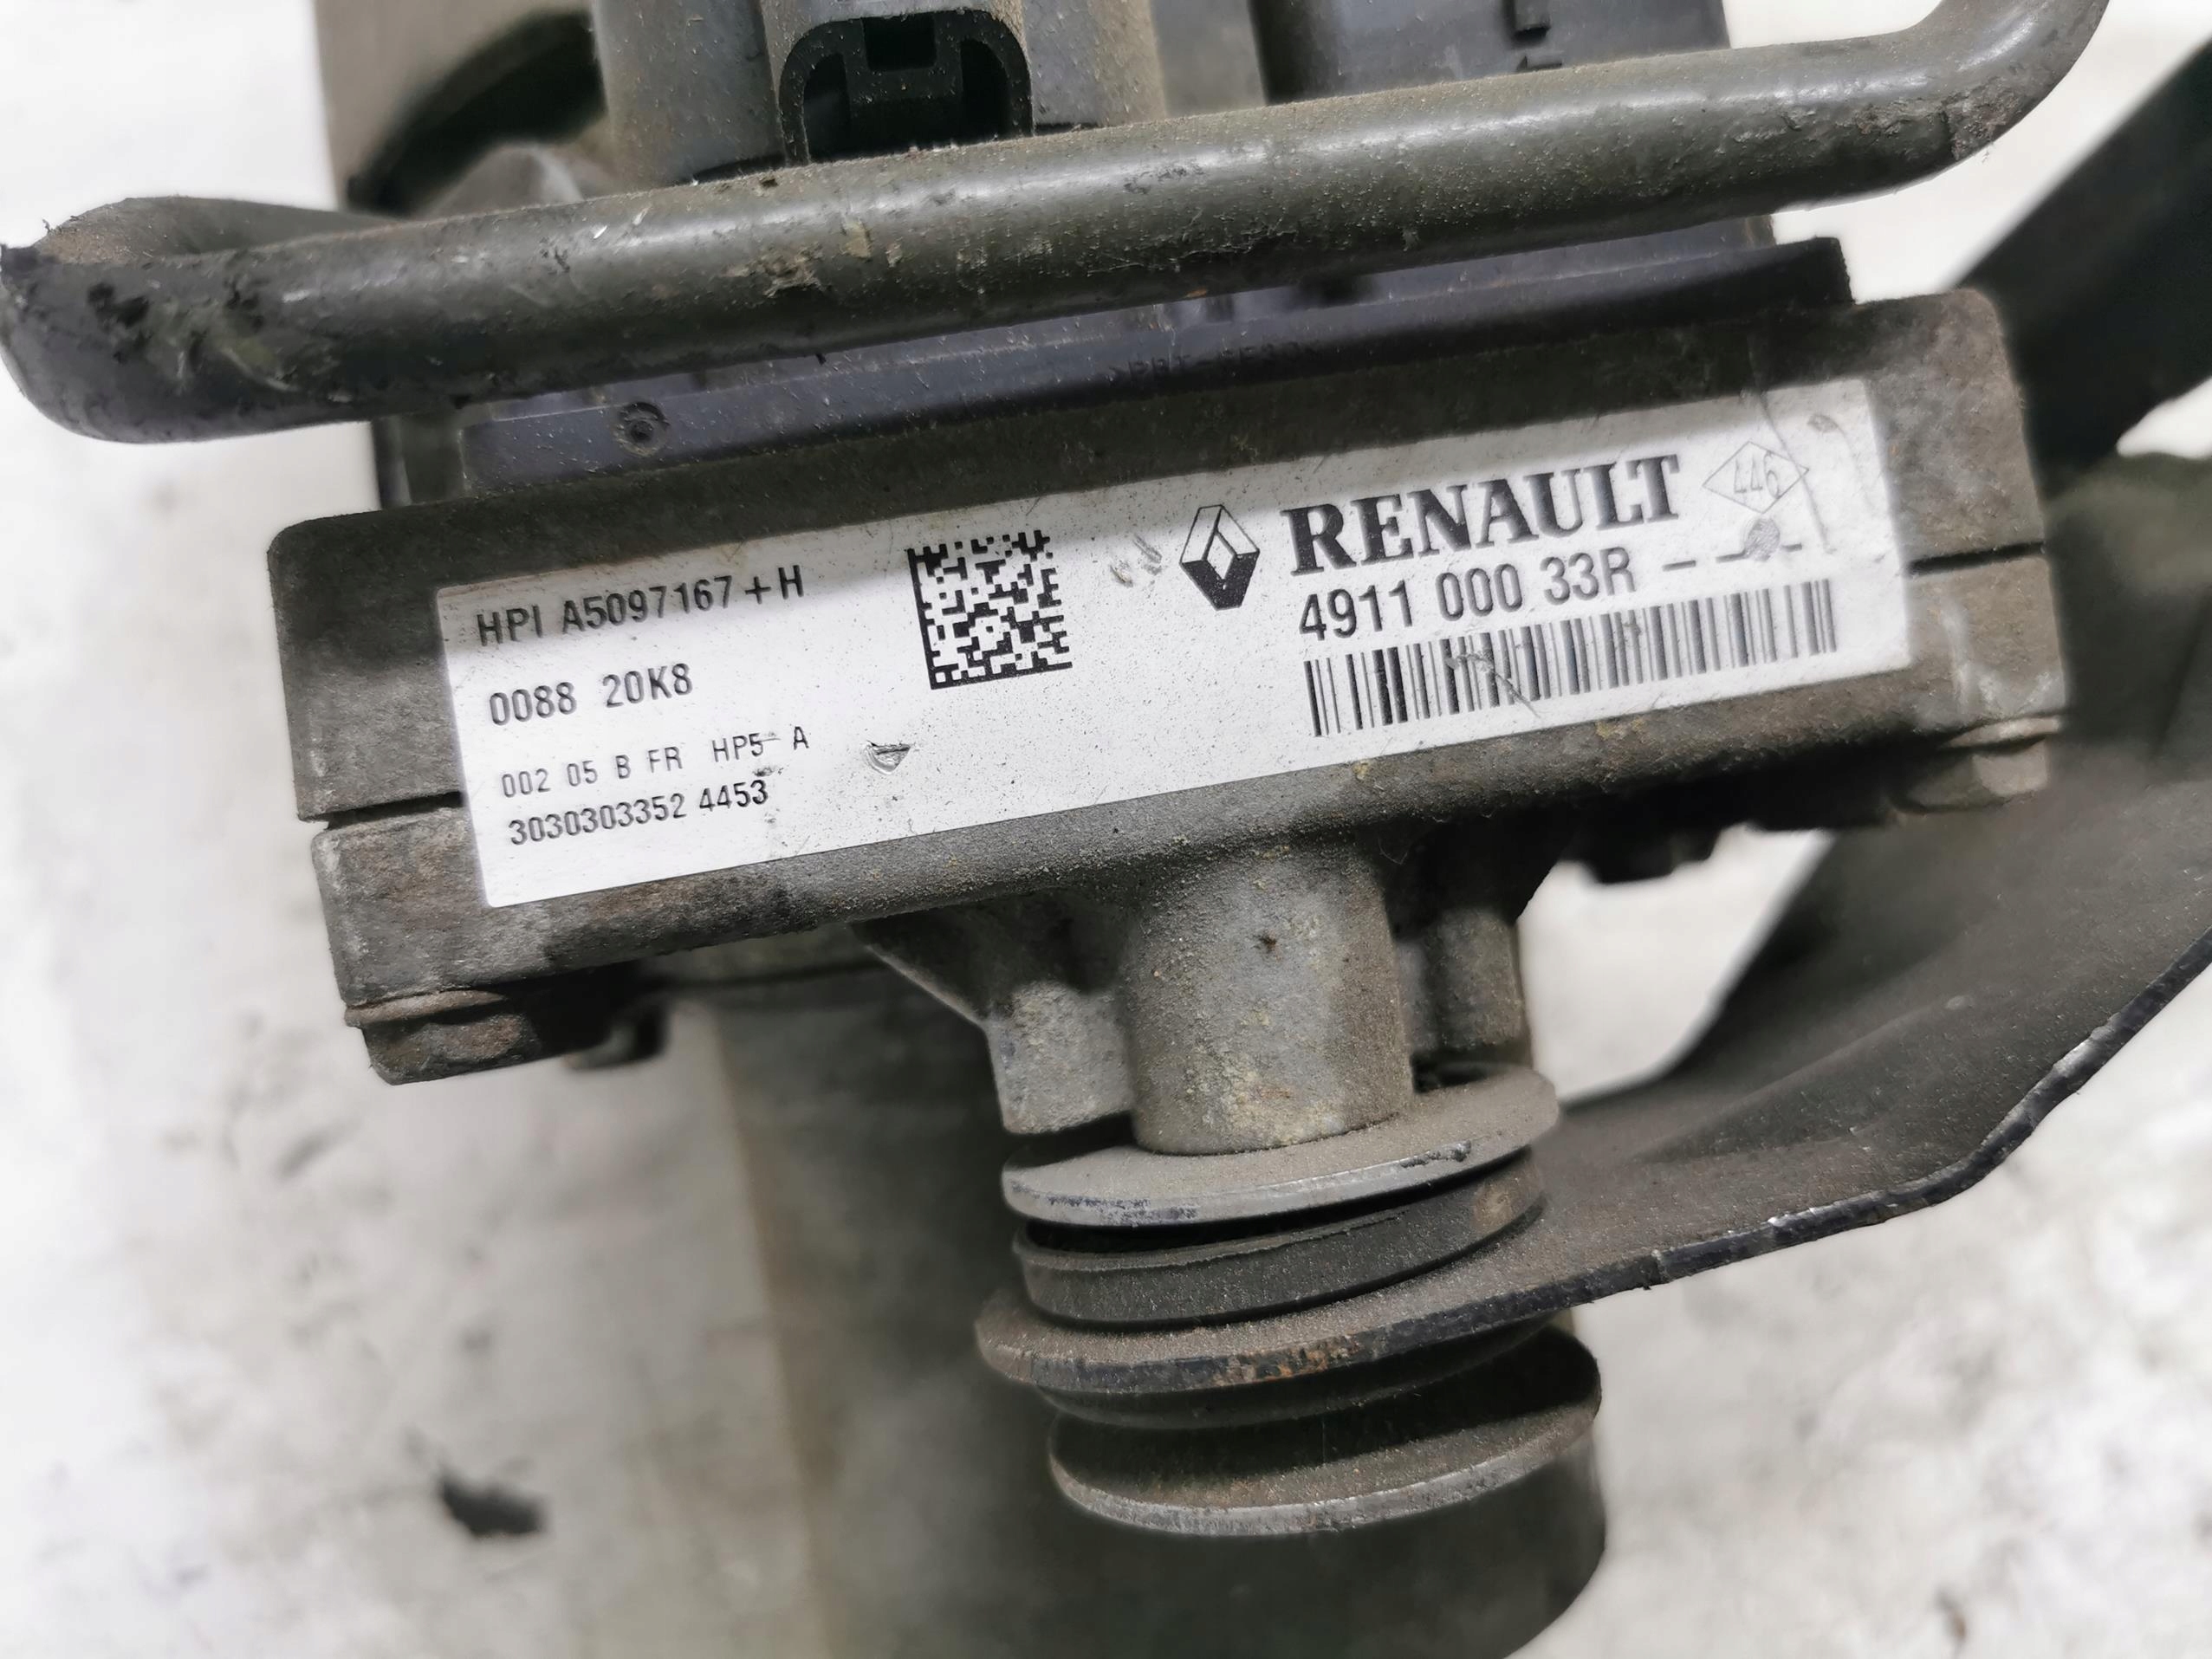 HPI A5097167+H
0088 20K8
002 05 B FR HP5 A
3030303352 4453
RENAULT
446
4911 000 33R - - -